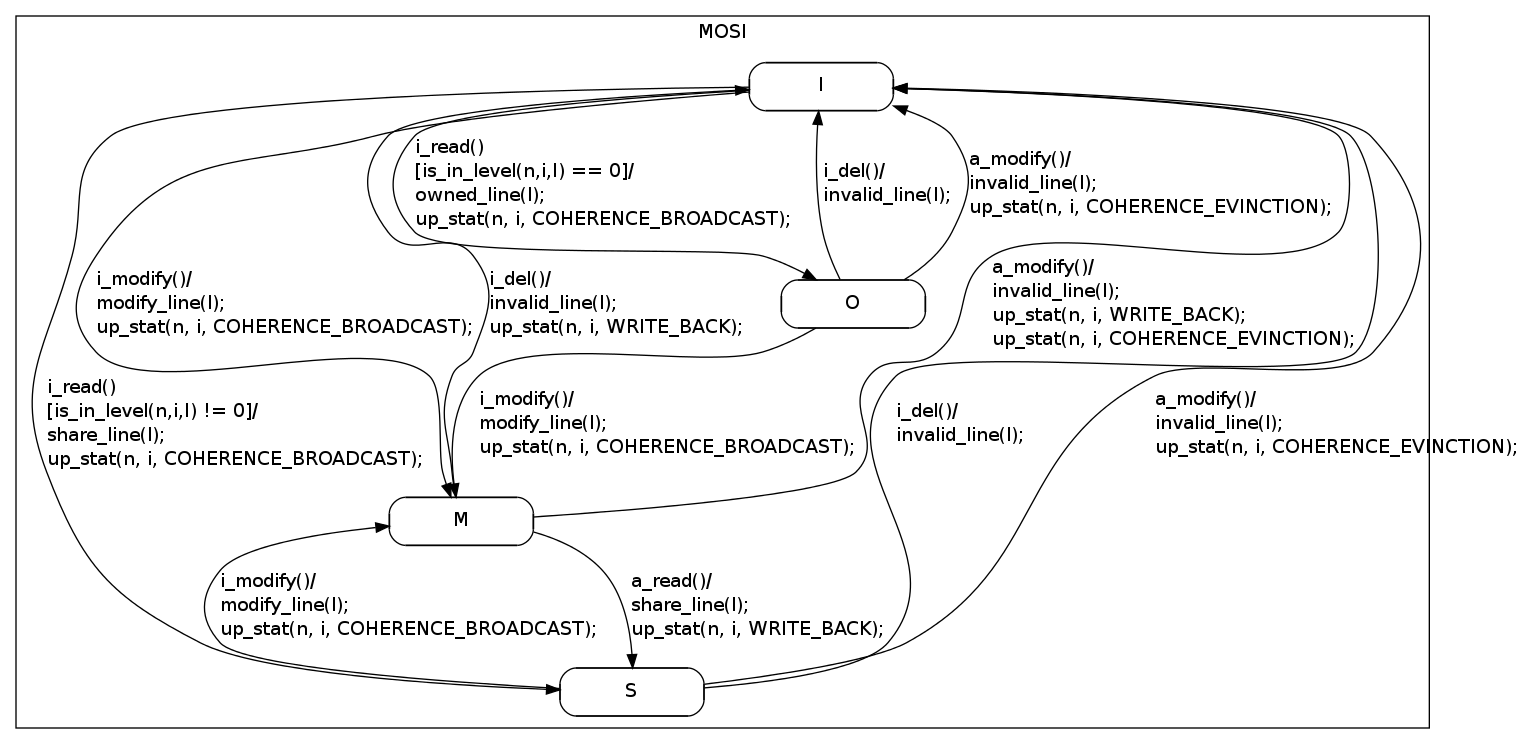 MOSI
I
i_read()
[is_in_level(n,i,l) == 0]/
owned_line(l);
up_stat(n, i, COHERENCE_BROADCAST);
i_del()/
invalid_line(l);
a_modify()/
invalid_line(l);
up_stat(n, i, COHERENCE_EVINCTION);
i_modify()/
modify_line(l);
up_stat(n, i, COHERENCE_BROADCAST);
i_del()/
invalid_line(l);
up_stat(n, i, WRITE_BACK);
O
a_modify()/
invalid_line(l);
up_stat(n, i, WRITE_BACK);
up_stat(n, i, COHERENCE_EVINCTION);
i_read()
[is_in_level(n,i,l) != 0]/
share_line(l);
up_stat(n, i, COHERENCE_BROADCAST);
i_modify()/
modify_line(l);
up_stat(n, i, COHERENCE_BROADCAST);
i_del()/
invalid_line(l);
a_modify()/
invalid_line(l);
up_stat(n, i, COHERENCE_EVINCTION);
M
i_modify()/
modify_line(l);
up_stat(n, i, COHERENCE_BROADCAST);
a_read()/
share_line(l);
up_stat(n, i, WRITE_BACK);
S